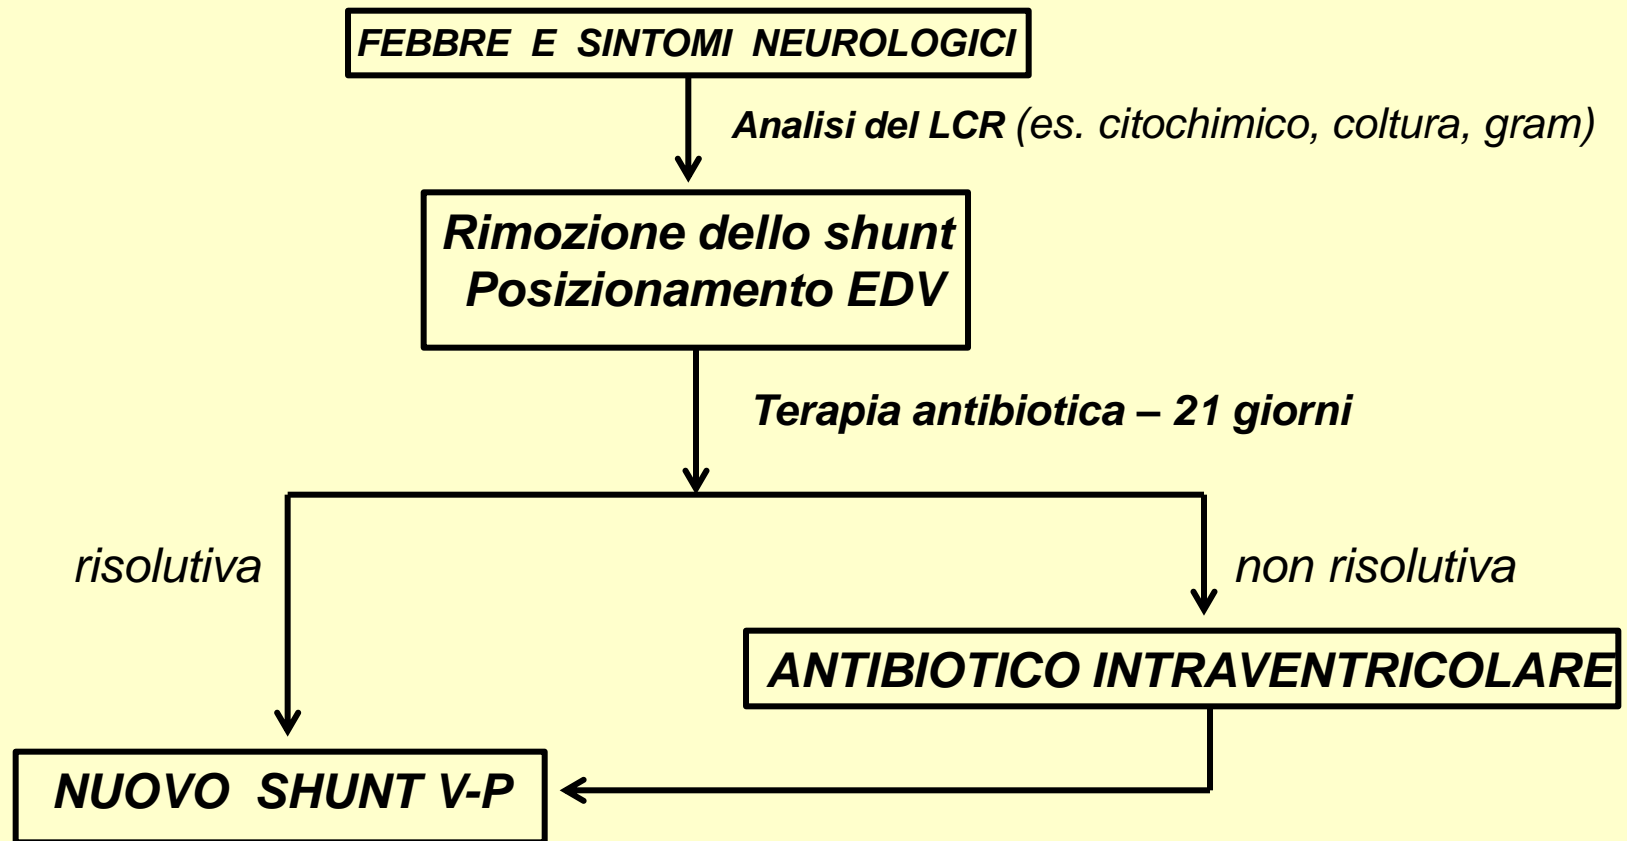 FEBBRE E SINTOMI NEUROLOGICI
Analisi del LCR (es. citochimico, coltura, gram)
Rimozione dello shunt
Posizionamento EDV
Terapia antibiotica – 21 giorni
risolutiva
non risolutiva
ANTIBIOTICO INTRAVENTRICOLARE
NUOVO SHUNT V-P